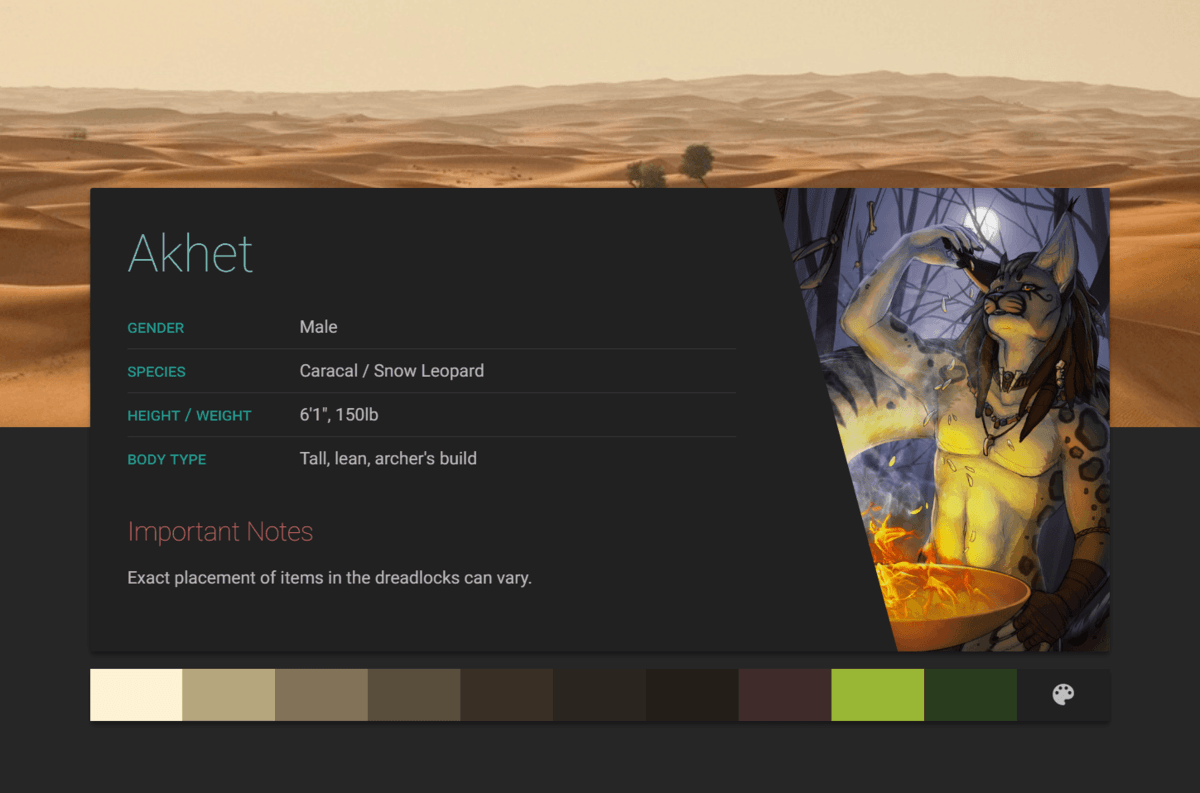 Akhet
GENDER Male
SPECIES Caracal / Snow Leopard
HEIGHT / WEIGHT 6'1", 150lb
BODY TYPE Tall, lean, archer's build
Important Notes
Exact placement of items in the dreadlocks can vary.